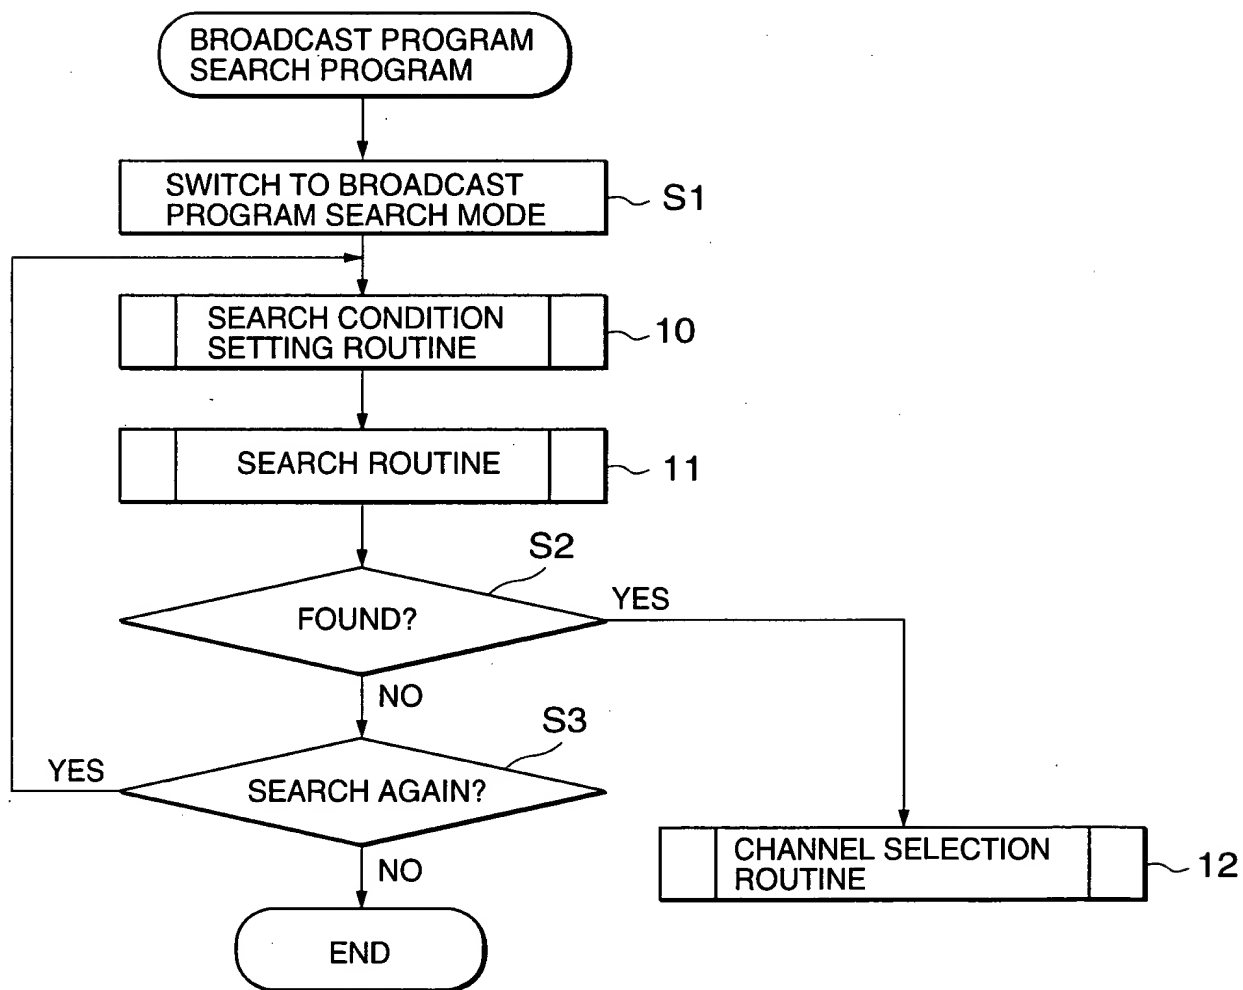 BROADCAST PROGRAM
SEARCH PROGRAM
SWITCH TO BROADCAST
PROGRAM SEARCH MODE
S1
SEARCH CONDITION
SETTING ROUTINE
10
SEARCH ROUTINE
11
S2
FOUND?
YES
NO
S3
YES
SEARCH AGAIN?
NO
CHANNEL SELECTION
ROUTINE
12
END